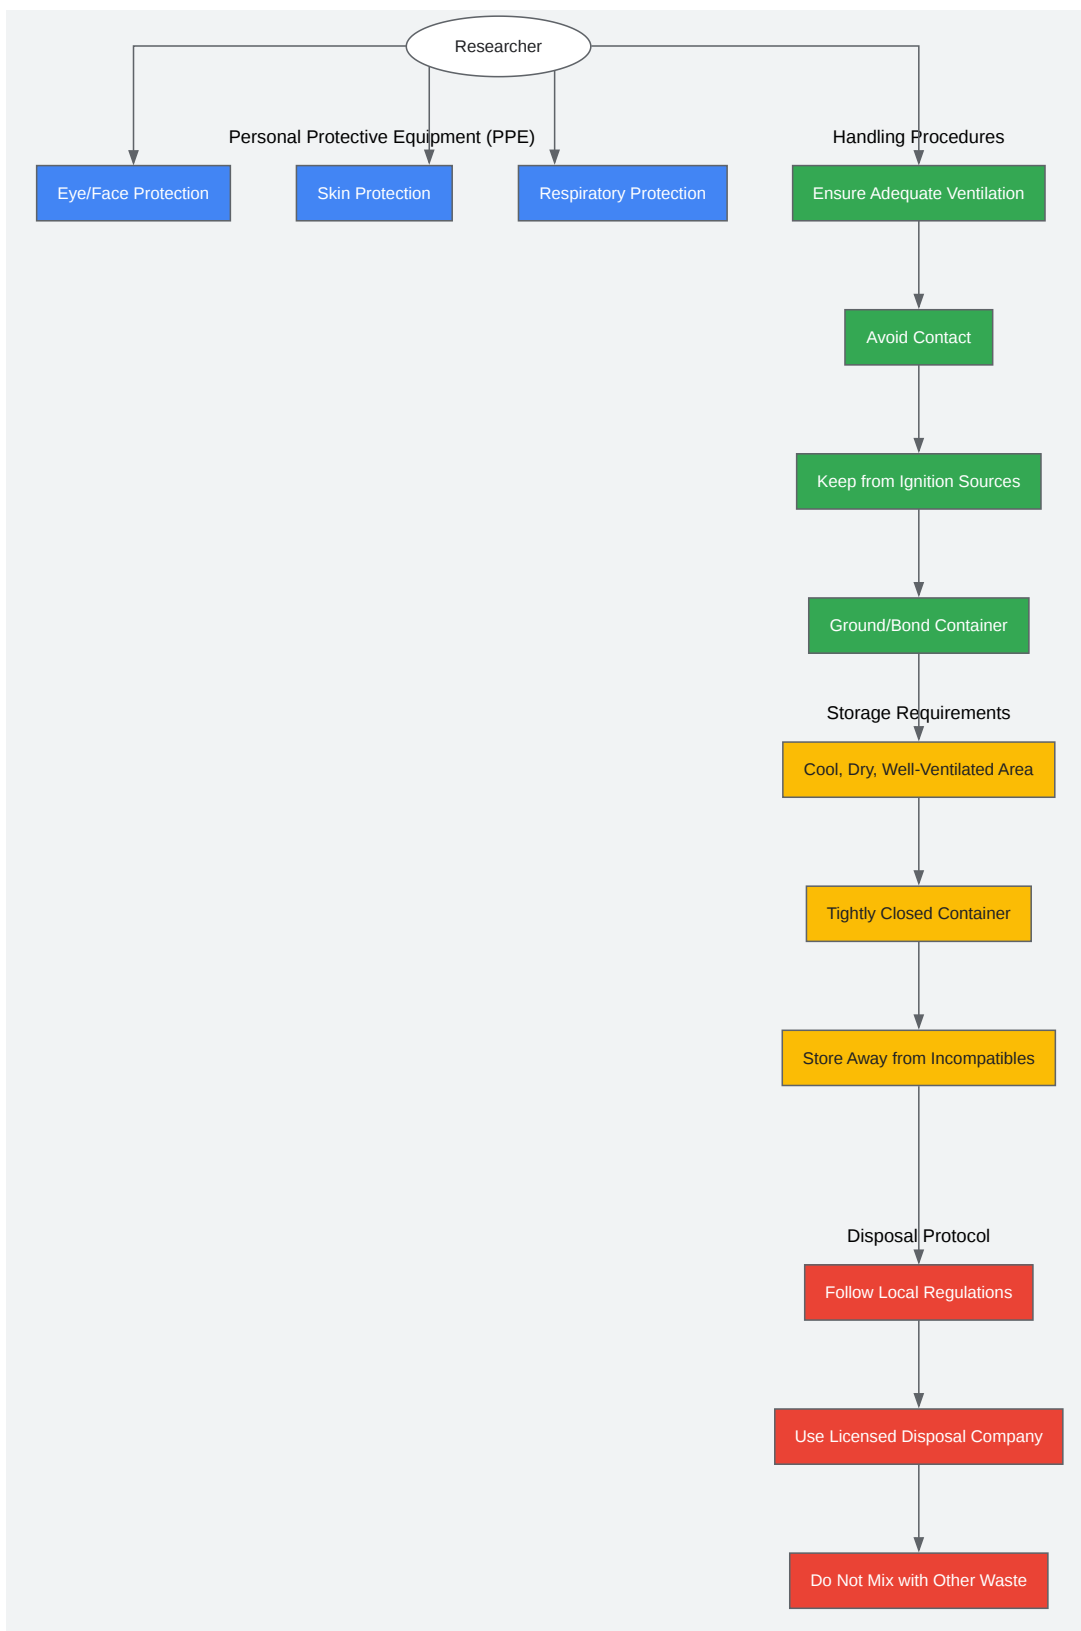 Researcher
Personal Protective Equipment (PPE)
Handling Procedures
Eye/Face Protection
Skin Protection
Respiratory Protection
Ensure Adequate Ventilation
Avoid Contact
Keep from Ignition Sources
Ground/Bond Container
Storage Requirements
Cool, Dry, Well-Ventilated Area
Tightly Closed Container
Store Away from Incompatibles
Disposal Protocol
Follow Local Regulations
Use Licensed Disposal Company
Do Not Mix with Other Waste